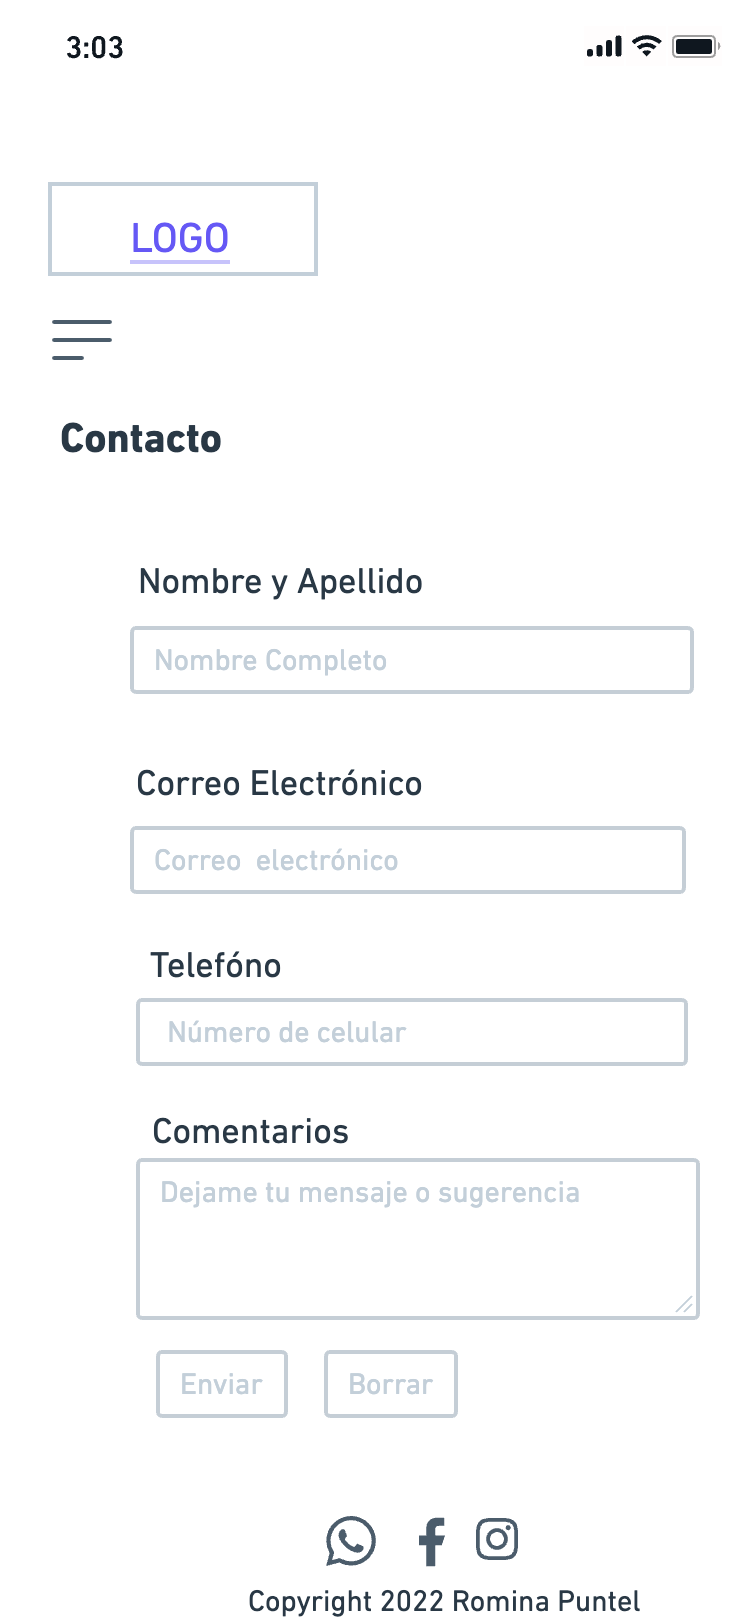 3:03
LOGO
Contacto
Nombre y Apellido
Nombre Completo
Correo Electrónico
Correo  electrónico
Telefóno
Número de celular
Comentarios
Dejame tu mensaje o sugerencia
Enviar Borrar
Copyright 2022 Romina Puntel